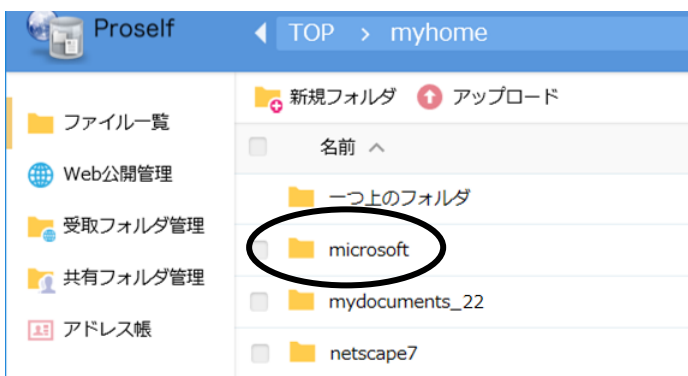 Proself
TOP > myhome
新規フォルダ アップロード
ファイル一覧
Web公開管理
受取フォルダ管理
共有フォルダ管理
アドレス帳
名前
一つ上のフォルダ
microsoft
mydocuments_22
netscape7